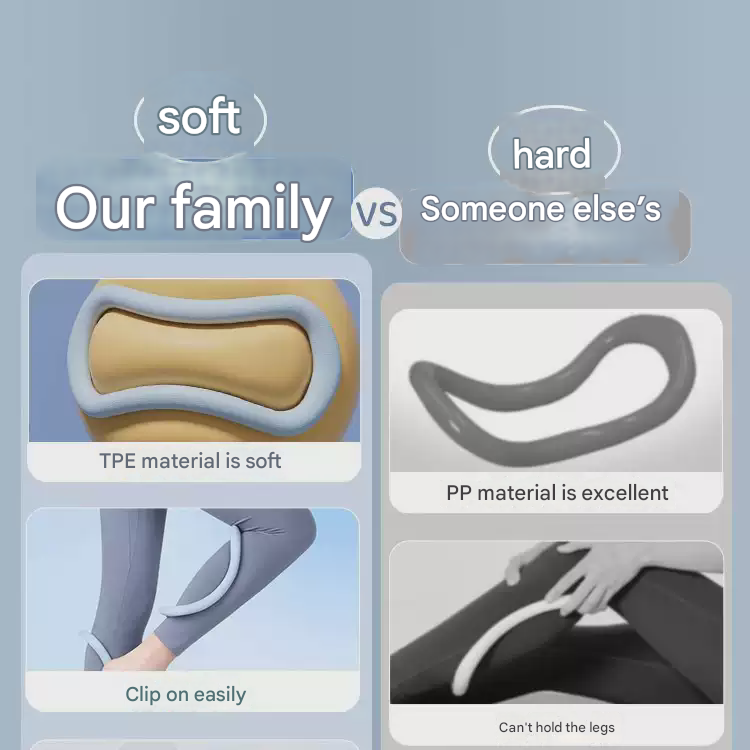 soft
Our family
VS
hard
Someone else's
TPE material is soft
PP material is excellent
Clip on easily
Can't hold the legs